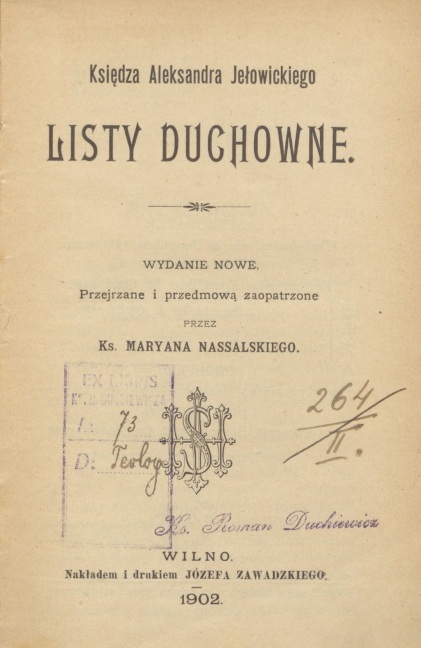 Księdza Aleksandra Jełowickiego
LISTY DUCHOWNE.
WYDANIE NOWE,
Przejrzane i przedmową zaopatrzone
PRZEZ
Ks. MARYANA NASSALSKIEGO.
EX LIBRIS
L: 73
D: Teolog
264/II.
IHS
Ks. Roman Duchiewicz
WILNO.
Nakładem i drukiem JÓZEFA ZAWADZKIEGO.
1902.